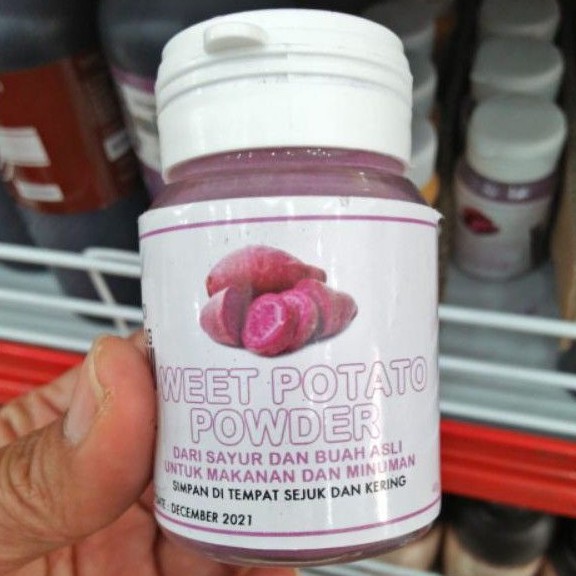 WEET POTATO
POWDER
DARI SAYUR DAN BUAH ASLI
UNTUK MAKANAN DAN MINUMAN
SIMPAN DI TEMPAT SEJUK DAN KERING
DATE : DECEMBER 2021